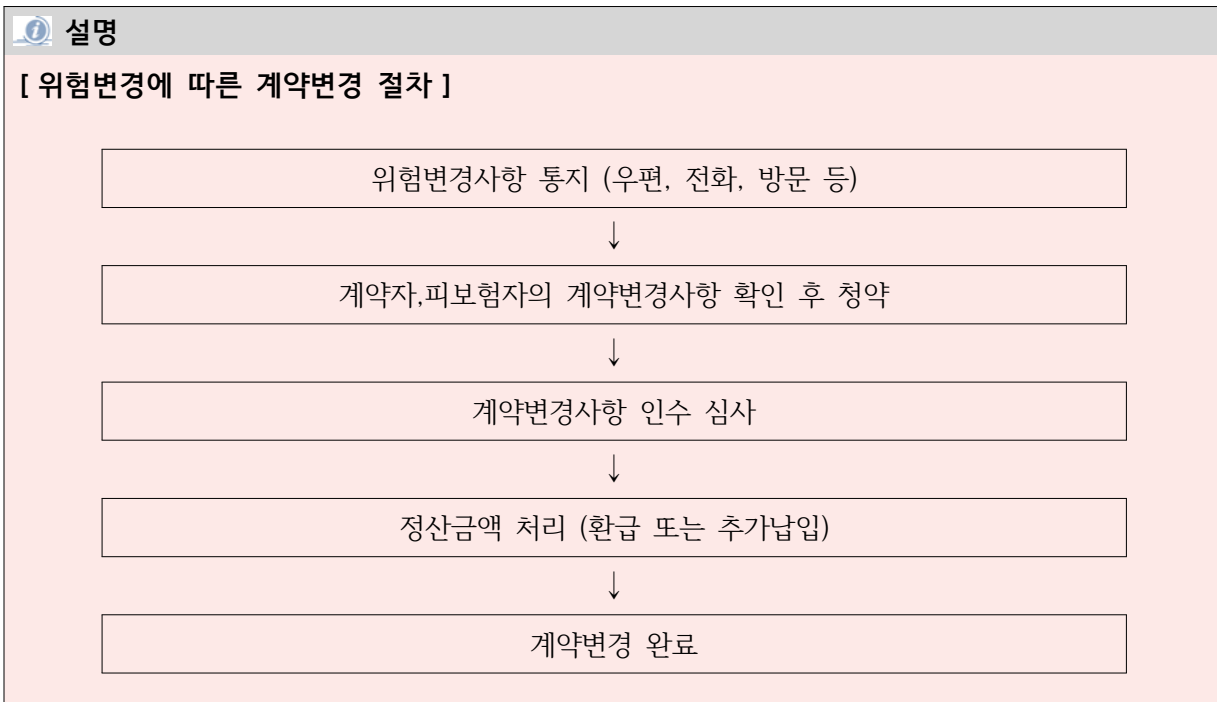 설명
[ 위험변경에 따른 계약변경 절차 ]
위험변경사항 통지 (우편, 전화, 방문 등)
↓
계약자,피보험자의 계약변경사항 확인 후 청약
↓
계약변경사항 인수 심사
↓
정산금액 처리 (환급 또는 추가납입)
↓
계약변경 완료